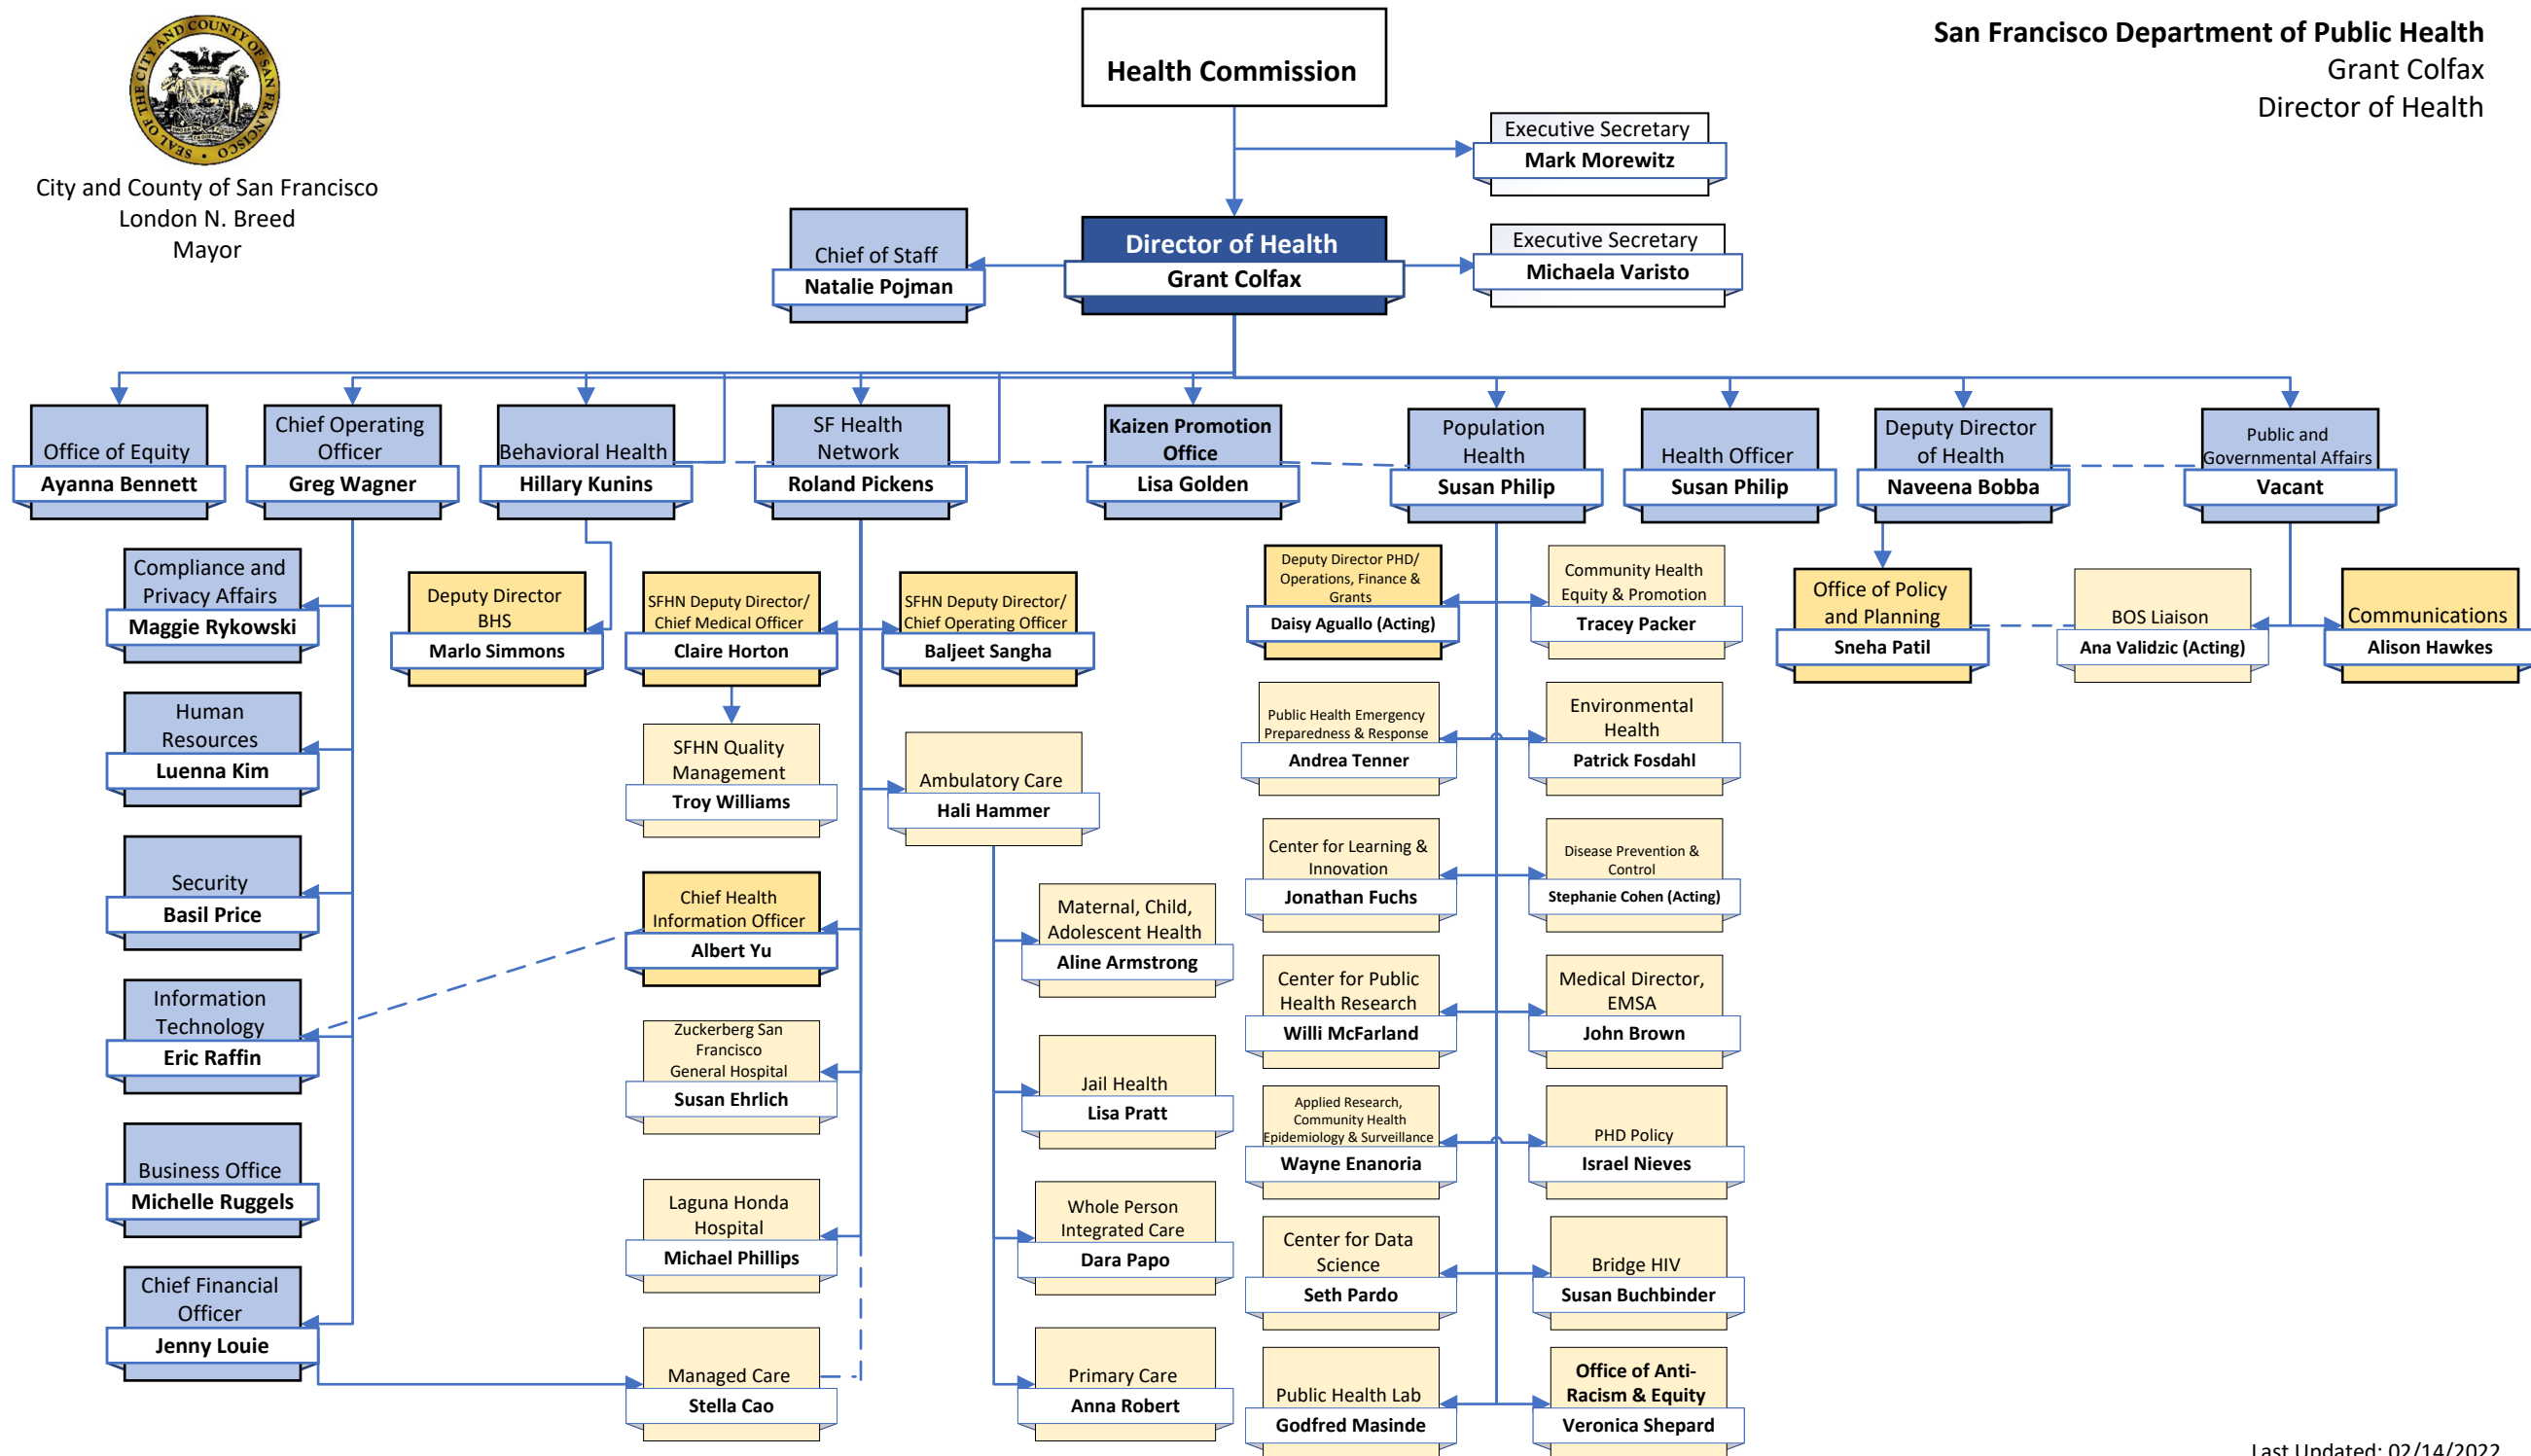 SEAL OF THE CITY AND COUNTY OF SAN FRANCISCO
City and County of San Francisco
London N. Breed
Mayor
San Francisco Department of Public Health
Grant Colfax
Director of Health
Health Commission
Executive Secretary
Mark Morewitz
Chief of Staff
Natalie Pojman
Director of Health
Grant Colfax
Executive Secretary
Michaela Varisto
Office of Equity
Ayanna Bennett
Chief Operating
Officer
Greg Wagner
Behavioral Health
Hillary Kunins
SF Health
Network
Roland Pickens
Kaizen Promotion
Office
Lisa Golden
Population
Health
Susan Philip
Health Officer
Susan Philip
Deputy Director
of Health
Naveena Bobba
Public and
Governmental Affairs
Vacant
Compliance and
Privacy Affairs
Maggie Rykowski
Human
Resources
Luenna Kim
Security
Basil Price
Information
Technology
Eric Raffin
Business Office
Michelle Ruggels
Chief Financial
Officer
Jenny Louie
Deputy Director
BHS
Marlo Simmons
SFHN Deputy Director/
Chief Medical Officer
Claire Horton
SFHN Deputy Director/
Chief Operating Officer
Baljeet Sangha
SFHN Quality
Management
Troy Williams
Ambulatory Care
Hali Hammer
Chief Health
Information Officer
Albert Yu
Zuckerberg San
Francisco
General Hospital
Susan Ehrlich
Laguna Honda
Hospital
Michael Phillips
Managed Care
Stella Cao
Maternal, Child,
Adolescent Health
Aline Armstrong
Jail Health
Lisa Pratt
Whole Person
Integrated Care
Dara Papo
Primary Care
Anna Robert
Deputy Director PHD/
Operations, Finance &
Grants
Daisy Aguallo (Acting)
Community Health
Equity & Promotion
Tracey Packer
Public Health Emergency
Preparedness & Response
Andrea Tenner
Environmental
Health
Patrick Fosdahl
Center for Learning &
Innovation
Jonathan Fuchs
Disease Prevention &
Control
Stephanie Cohen (Acting)
Center for Public
Health Research
Willi McFarland
Medical Director,
EMSA
John Brown
Applied Research,
Community Health
Epidemiology & Surveillance
Wayne Enanoria
PHD Policy
Israel Nieves
Center for Data
Science
Seth Pardo
Bridge HIV
Susan Buchbinder
Public Health Lab
Godfred Masinde
Office of Anti-
Racism & Equity
Veronica Shepard
Office of Policy
and Planning
Sneha Patil
BOS Liaison
Ana Validzic (Acting)
Communications
Alison Hawkes
Last Updated: 02/14/2022